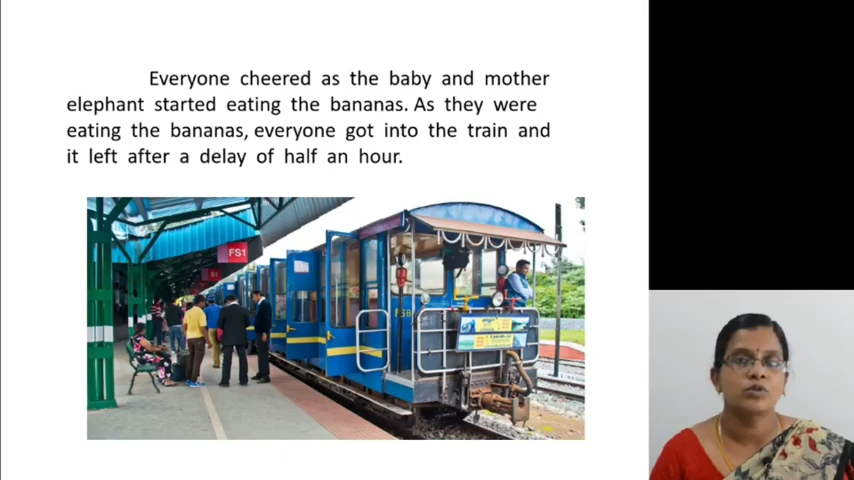 Everyone cheered as the baby and mother
elephant started eating the bananas. As they were
eating the bananas, everyone got into the train and
it left after a delay of half an hour.
FS1
S1